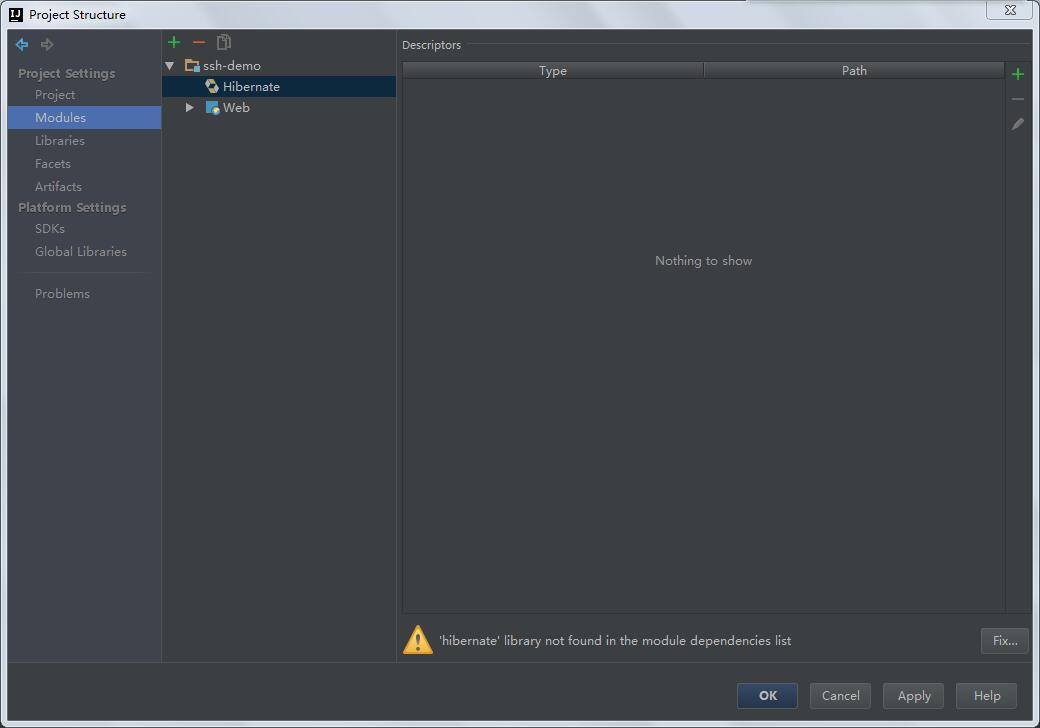 Project Structure
Project Settings
Project
Modules
Libraries
Facets
Artifacts
Platform Settings
SDKs
Global Libraries
Problems
ssh-demo
Hibernate
Web
Descriptors
Type Path
Nothing to show
'hibernate' library not found in the module dependencies list
Fix...
OK Cancel Apply Help